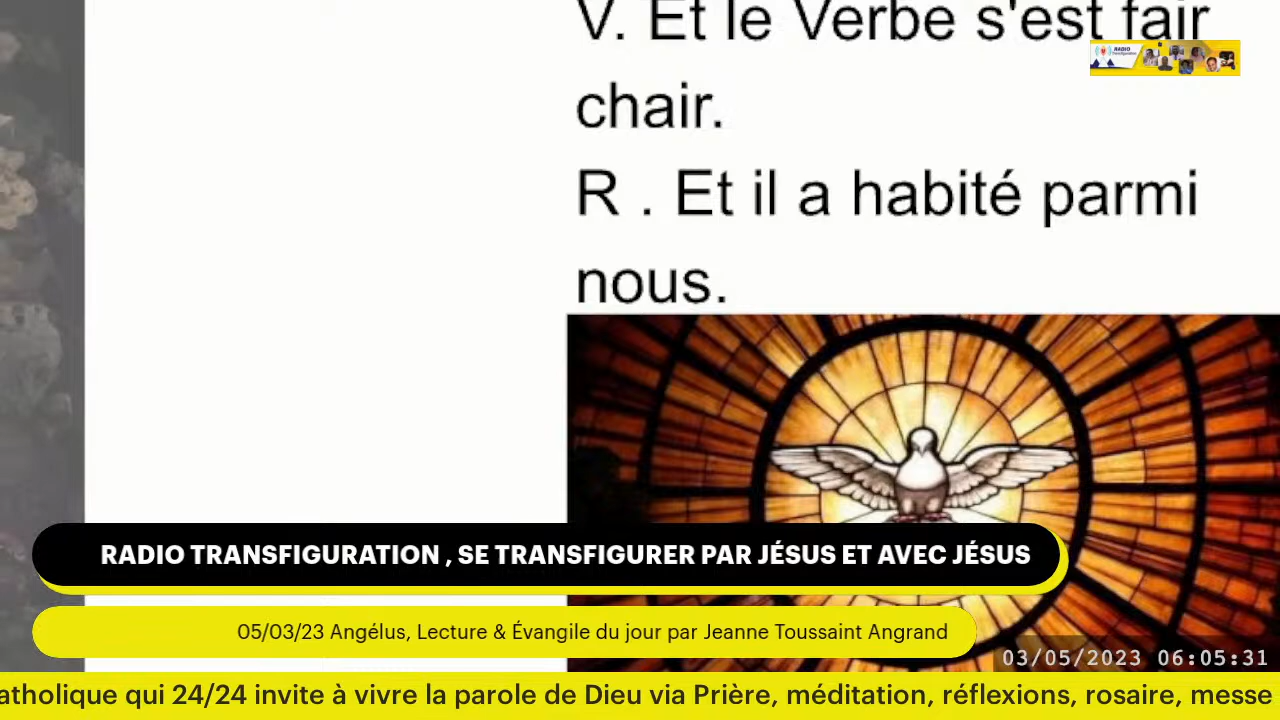 V. Et le Verbe s'est fair
chair.
R . Et il a habité parmi
nous.
RADIO
RADIO TRANSFIGURATION , SE TRANSFIGURER PAR JÉSUS ET AVEC JÉSUS
05/03/23 Angélus, Lecture & Évangile du jour par Jeanne Toussaint Angrand
03/05/2023 06:05:31
atholique qui 24/24 invite à vivre la parole de Dieu via Prière, méditation, réflexions, rosaire, messe